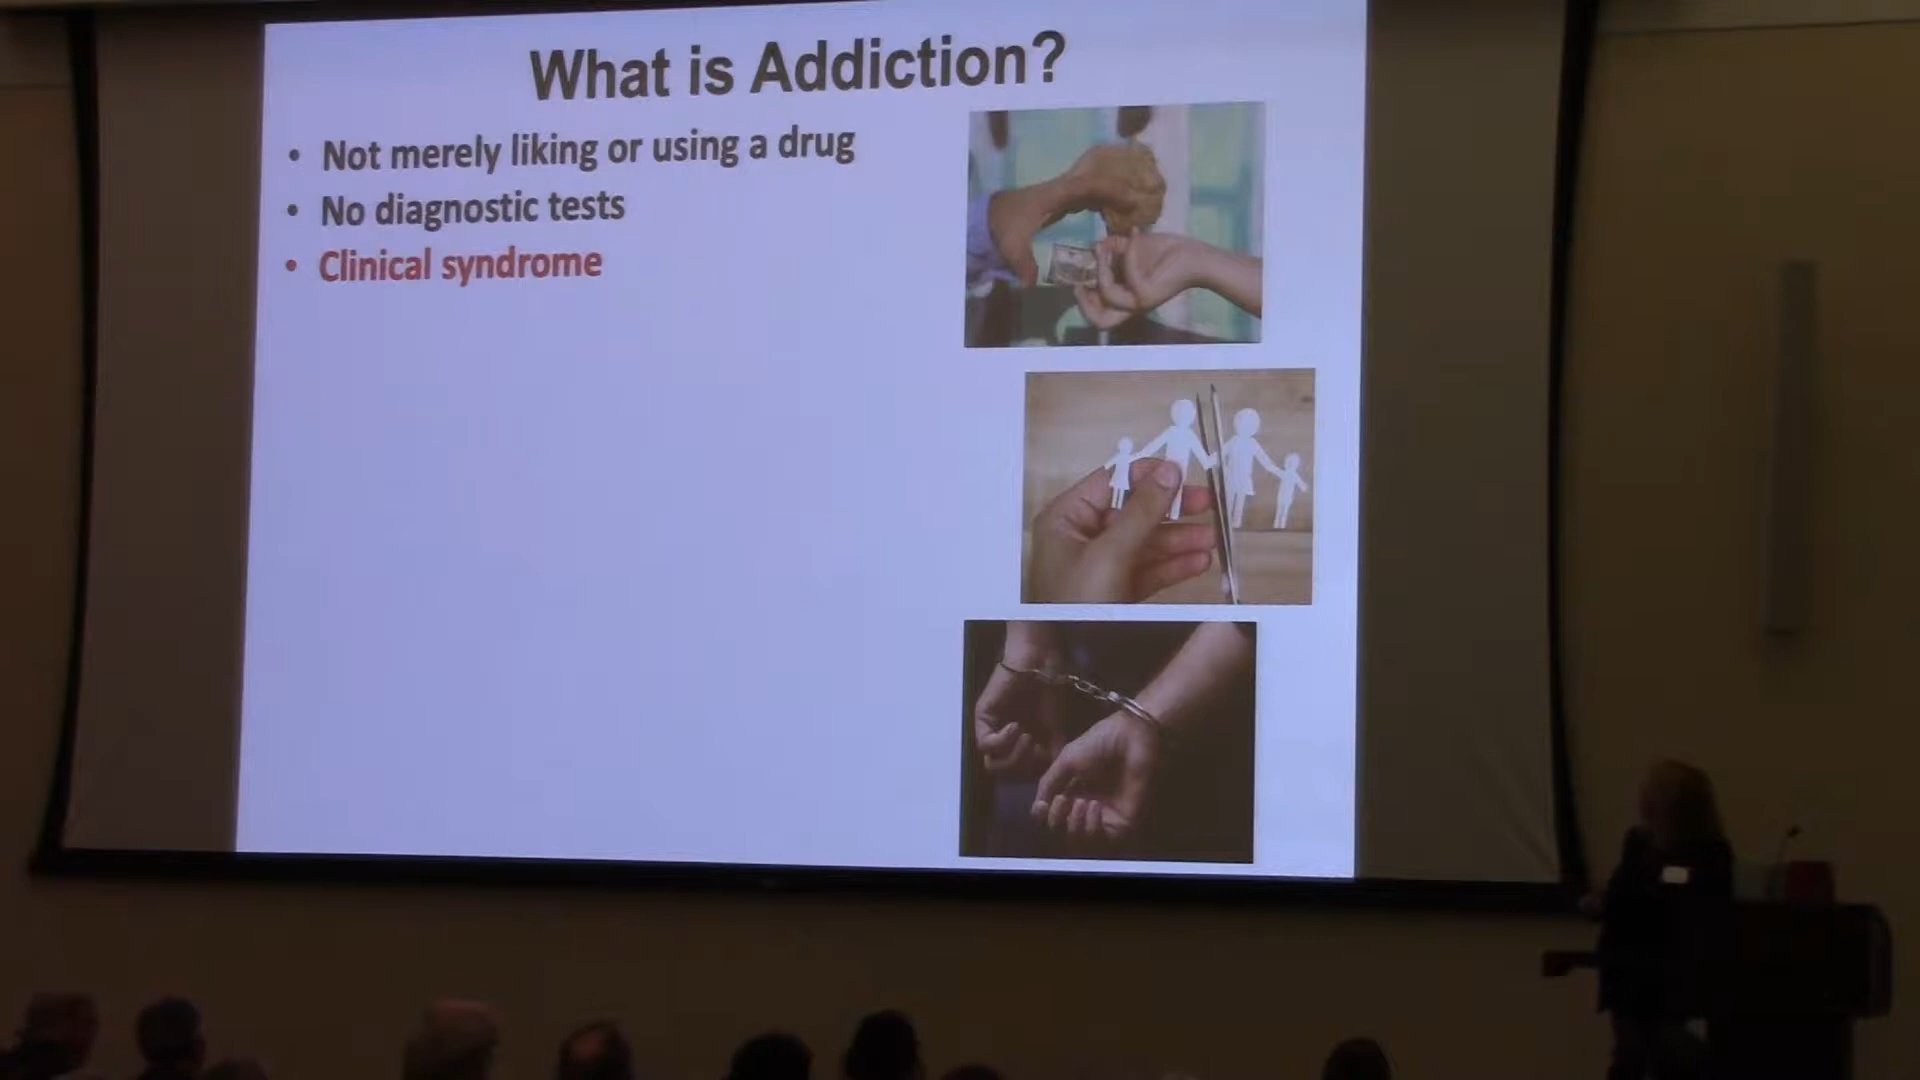 What is Addiction?
• Not merely liking or using a drug
• No diagnostic tests
• Clinical syndrome